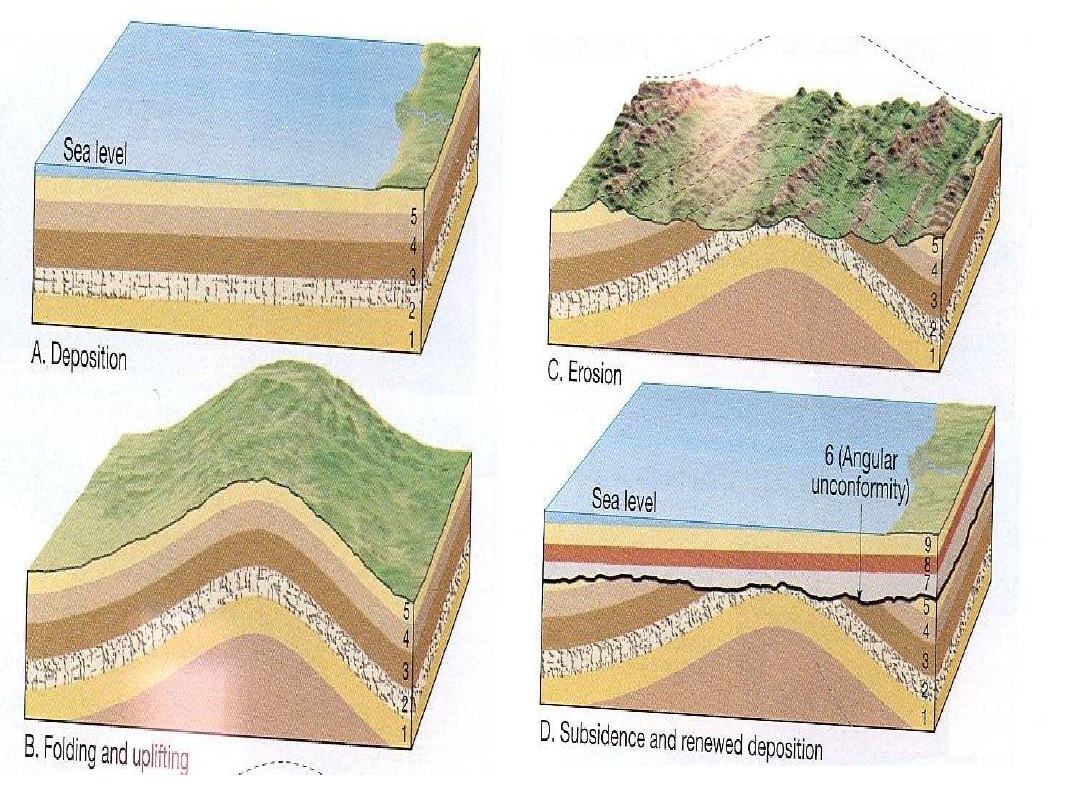 Sea level
5
4
3
2
1
A. Deposition
5
4
3
2
1
B. Folding and uplifting
5
4
3
2
1
C. Erosion
6 (Angular
unconformity)
Sea level
9
8
7
5
4
3
2
1
D. Subsidence and renewed deposition